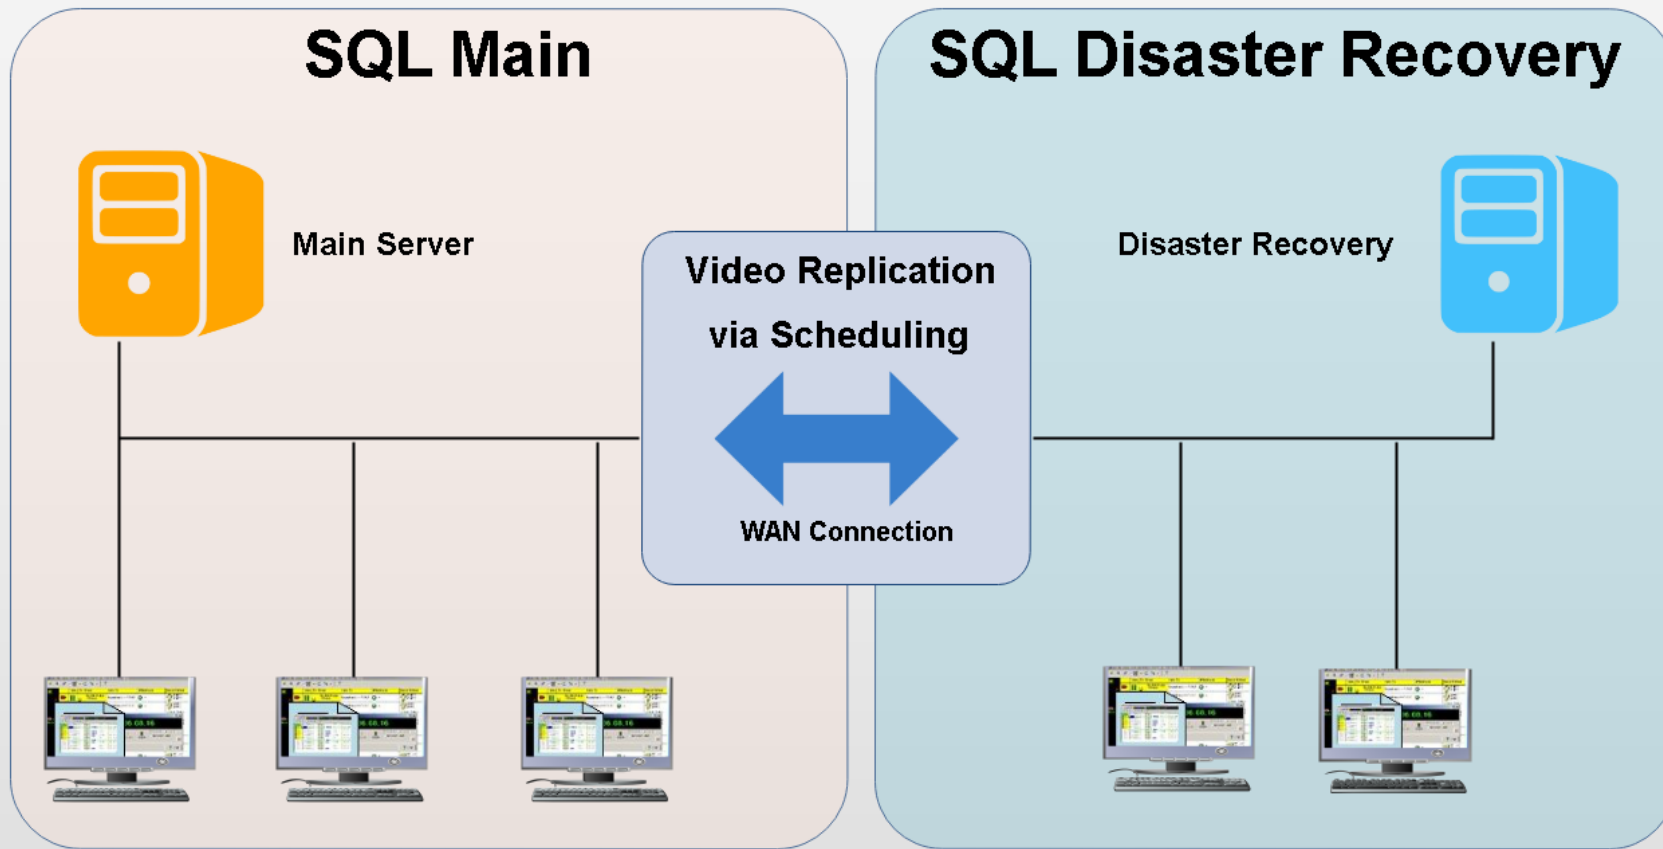 SQL Main
SQL Disaster Recovery
Main Server
Disaster Recovery
Video Replication
via Scheduling
WAN Connection